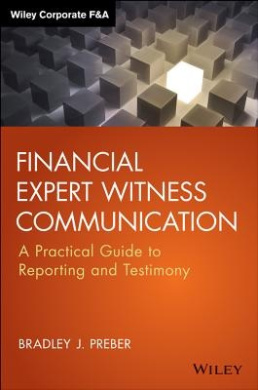 Wiley Corporate F&A
FINANCIAL
EXPERT WITNESS
COMMUNICATION
A Practical Guide to
Reporting and Testimony
BRADLEY J. PREBER
WILEY